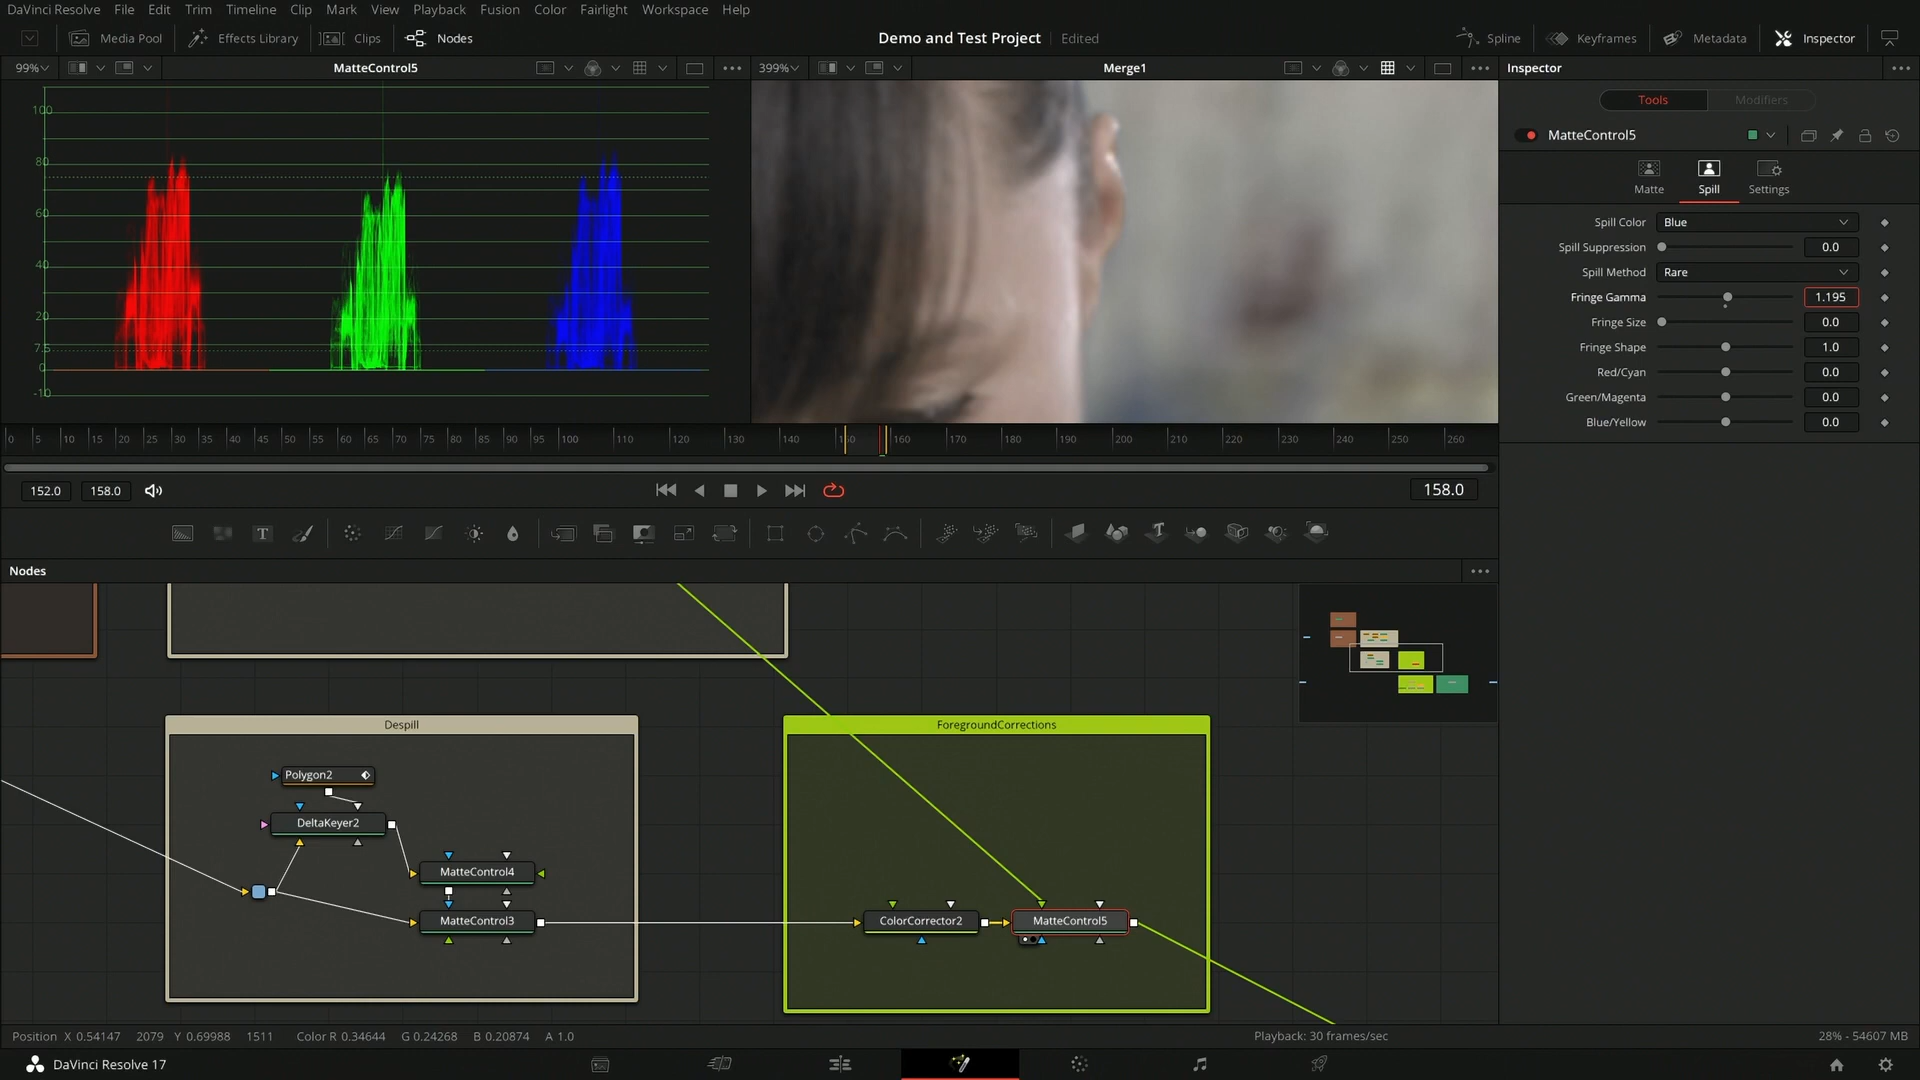 DaVinci Resolve File Edit Trim Timeline Clip Mark View Playback Fusion Color Fairlight Workspace Help
Media Pool Effects Library Clips Nodes Demo and Test Project Edited Spline Keyframes Metadata Inspector
99% MatteControl5 399% Merge1 Inspector
Tools Modifiers
MatteControl5
Matte Spill Settings
Spill Color Blue
Spill Suppression 0.0
Spill Method Rare
Fringe Gamma 1.195
Fringe Size 0.0
Fringe Shape 1.0
Red/Cyan 0.0
Green/Magenta 0.0
Blue/Yellow 0.0
100
80
60
40
20
7.5
0
-10
0 5 10 15 20 25 30 35 40 45 50 55 60 65 70 75 80 85 90 95 100 110 120 130 140 150 160 170 180 190 200 210 220 230 240 250 260
152.0 158.0 158.0
Nodes
Despill
Polygon2
DeltaKeyer2
MatteControl4
MatteControl3
ForegroundCorrections
ColorCorrector2 MatteControl5
Position X 0.54147 2079 Y 0.69988 1511 Color R 0.34644 G 0.24268 B 0.20874 A 1.0 Playback: 30 frames/sec 28% - 54607 MB
DaVinci Resolve 17